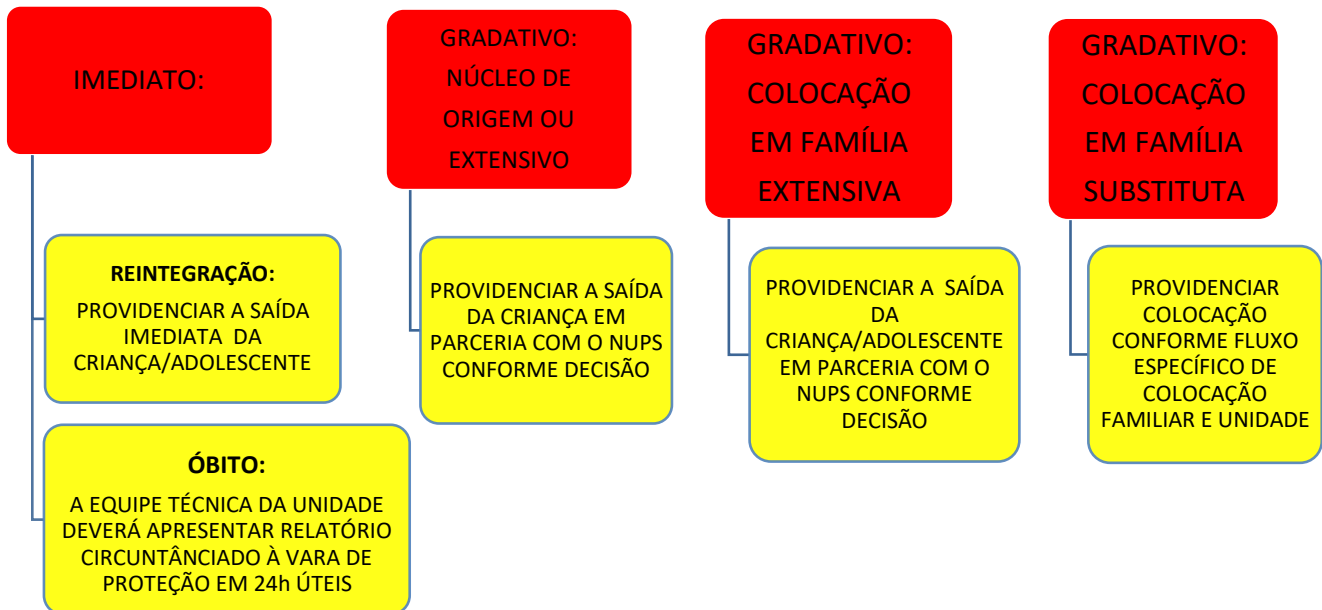 IMEDIATO:
REINTEGRAÇÃO:
PROVIDENCIAR A SAÍDA
IMEDIATA DA
CRIANÇA/ADOLESCENTE
ÓBITO:
A EQUIPE TÉCNICA DA UNIDADE
DEVERÁ APRESENTAR RELATÓRIO
CIRCUNTÂNCIADO À VARA DE
PROTEÇÃO EM 24h ÚTEIS
GRADATIVO:
NÚCLEO DE
ORIGEM OU
EXTENSIVO
PROVIDENCIAR A SAÍDA
DA CRIANÇA EM
PARCERIA COM O NUPS
CONFORME DECISÃO
GRADATIVO:
COLOCAÇÃO
EM FAMÍLIA
EXTENSIVA
PROVIDENCIAR A SAÍDA
DA
CRIANÇA/ADOLESCENTE
EM PARCERIA COM O
NUPS CONFORME
DECISÃO
GRADATIVO:
COLOCAÇÃO
EM FAMÍLIA
SUBSTITUTA
PROVIDENCIAR
COLOCAÇÃO
CONFORME FLUXO
ESPECÍFICO DE
COLOCAÇÃO
FAMILIAR E UNIDADE